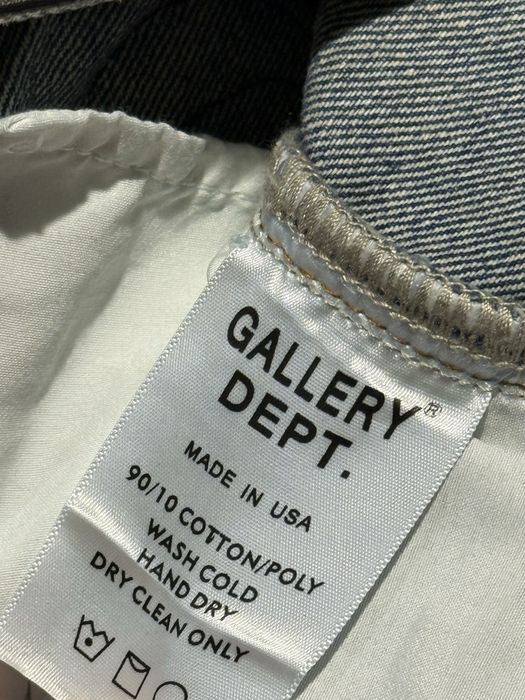 GALLERY
DEPT.®
MADE IN USA
90/10 COTTON/POLY
WASH COLD
HAND DRY
DRY CLEAN ONLY